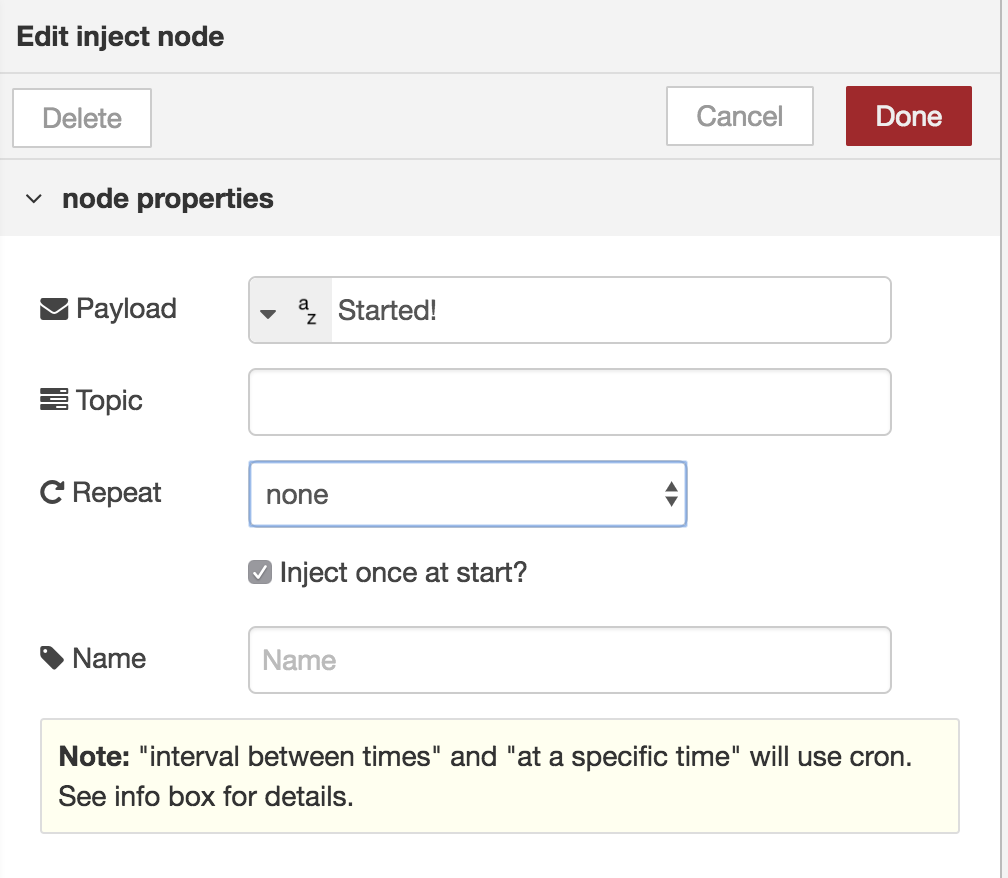 Edit inject node
Delete Cancel Done
node properties
Payload az Started!
Topic
Repeat none
Inject once at start?
Name Name
Note: "interval between times" and "at a specific time" will use cron.
See info box for details.